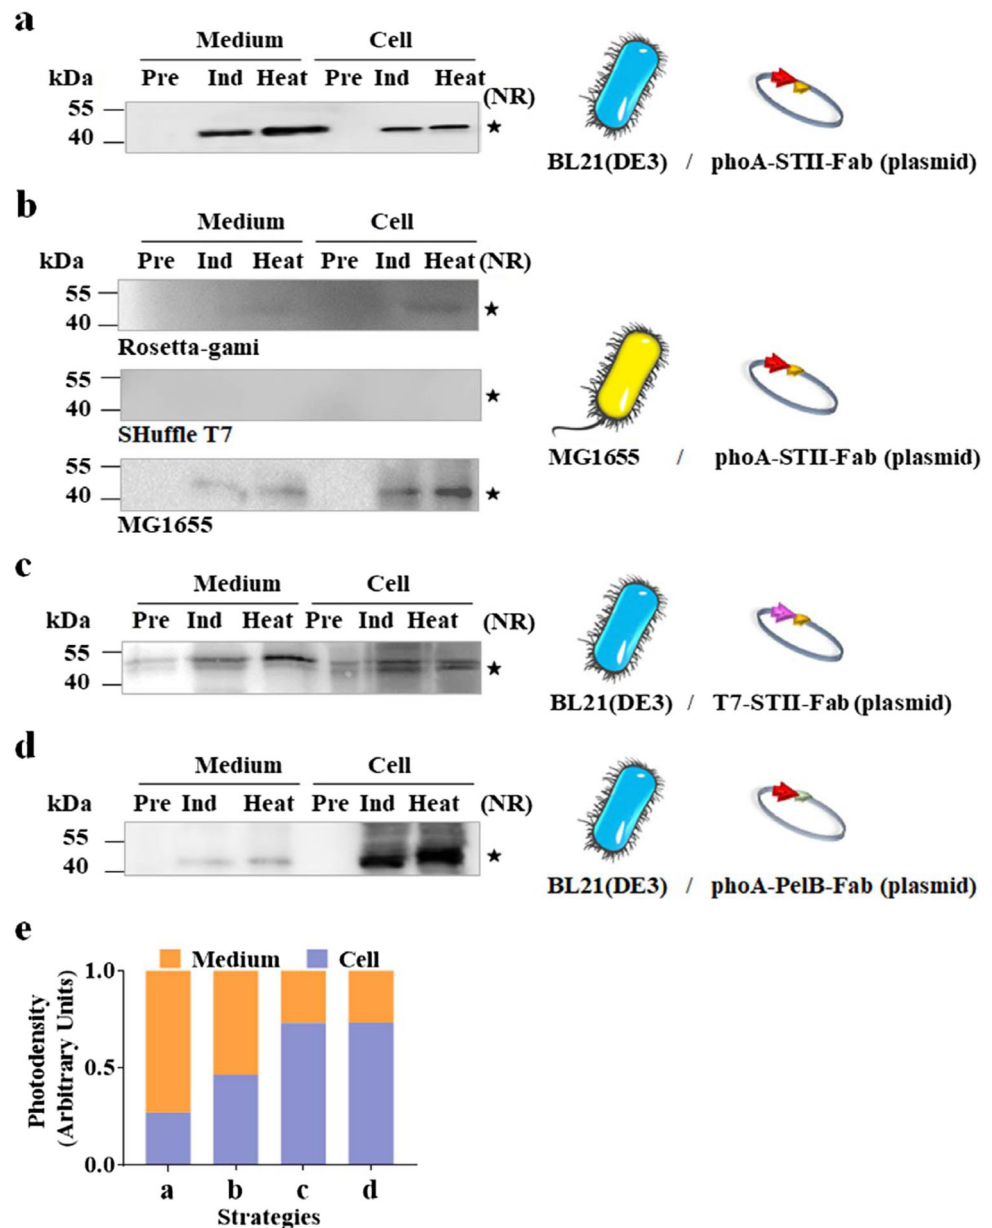 a
Medium Cell
kDa Pre Ind Heat Pre Ind Heat (NR)
55
40
★
BL21(DE3) / phoA-STII-Fab (plasmid)
b
Medium Cell
kDa Pre Ind Heat Pre Ind Heat (NR)
55
40
★
Rosetta-gami
55
40
★
SHuffle T7
MG1655 / phoA-STII-Fab (plasmid)
55
40
★
MG1655
c
Medium Cell
kDa Pre Ind Heat Pre Ind Heat (NR)
55
40
★
BL21(DE3) / T7-STII-Fab (plasmid)
d
Medium Cell
kDa Pre Ind Heat Pre Ind Heat (NR)
55
40
★
BL21(DE3) / phoA-PelB-Fab (plasmid)
e
Medium Cell
Photodensity
(Arbitrary Units)
1.0
0.5
0.0
a b c d
Strategies